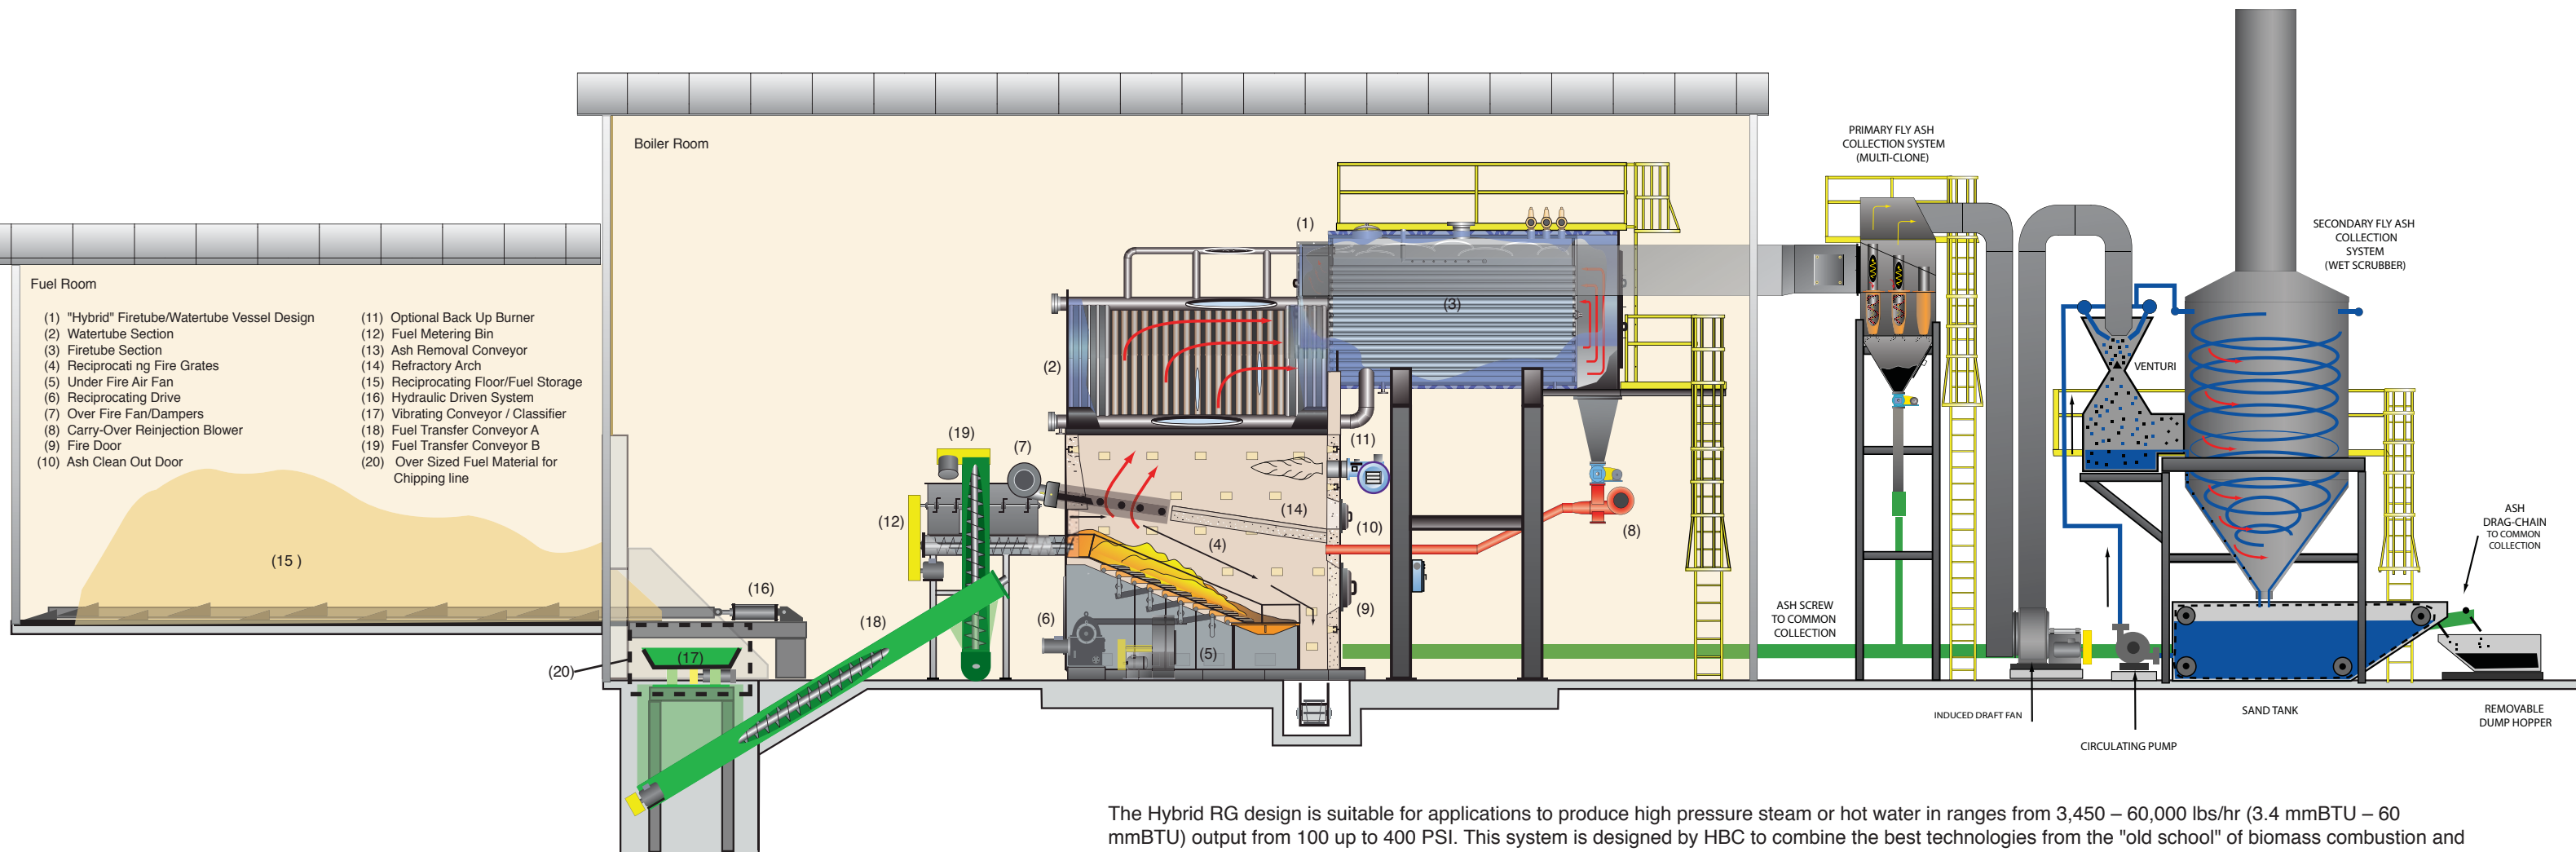 Boiler Room
Fuel Room
(1) "Hybrid" Firetube/Watertube Vessel Design
(2) Watertube Section
(3) Firetube Section
(4) Reciprocati ng Fire Grates
(5) Under Fire Air Fan
(6) Reciprocating Drive
(7) Over Fire Fan/Dampers
(8) Carry-Over Reinjection Blower
(9) Fire Door
(10) Ash Clean Out Door
(11) Optional Back Up Burner
(12) Fuel Metering Bin
(13) Ash Removal Conveyor
(14) Refractory Arch
(15) Reciprocating Floor/Fuel Storage
(16) Hydraulic Driven System
(17) Vibrating Conveyor / Classifier
(18) Fuel Transfer Conveyor A
(19) Fuel Transfer Conveyor B
(20) Over Sized Fuel Material for
Chipping line
(15 )
(16)
(17)
(20)
(18)
(19)
(7)
(12)
(6)
(5)
(4)
(14)
(2)
(1)
(3)
(11)
(10)
(9)
(8)
PRIMARY FLY ASH
COLLECTION SYSTEM
(MULTI-CLONE)
SECONDARY FLY ASH
COLLECTION
SYSTEM
(WET SCRUBBER)
VENTURI
ASH
DRAG-CHAIN
TO COMMON
COLLECTION
ASH SCREW
TO COMMON
COLLECTION
INDUCED DRAFT FAN
CIRCULATING PUMP
SAND TANK
REMOVABLE
DUMP HOPPER
The Hybrid RG design is suitable for applications to produce high pressure steam or hot water in ranges from 3,450 – 60,000 lbs/hr (3.4 mmBTU – 60
mmBTU) output from 100 up to 400 PSI. This system is designed by HBC to combine the best technologies from the "old school" of biomass combustion and